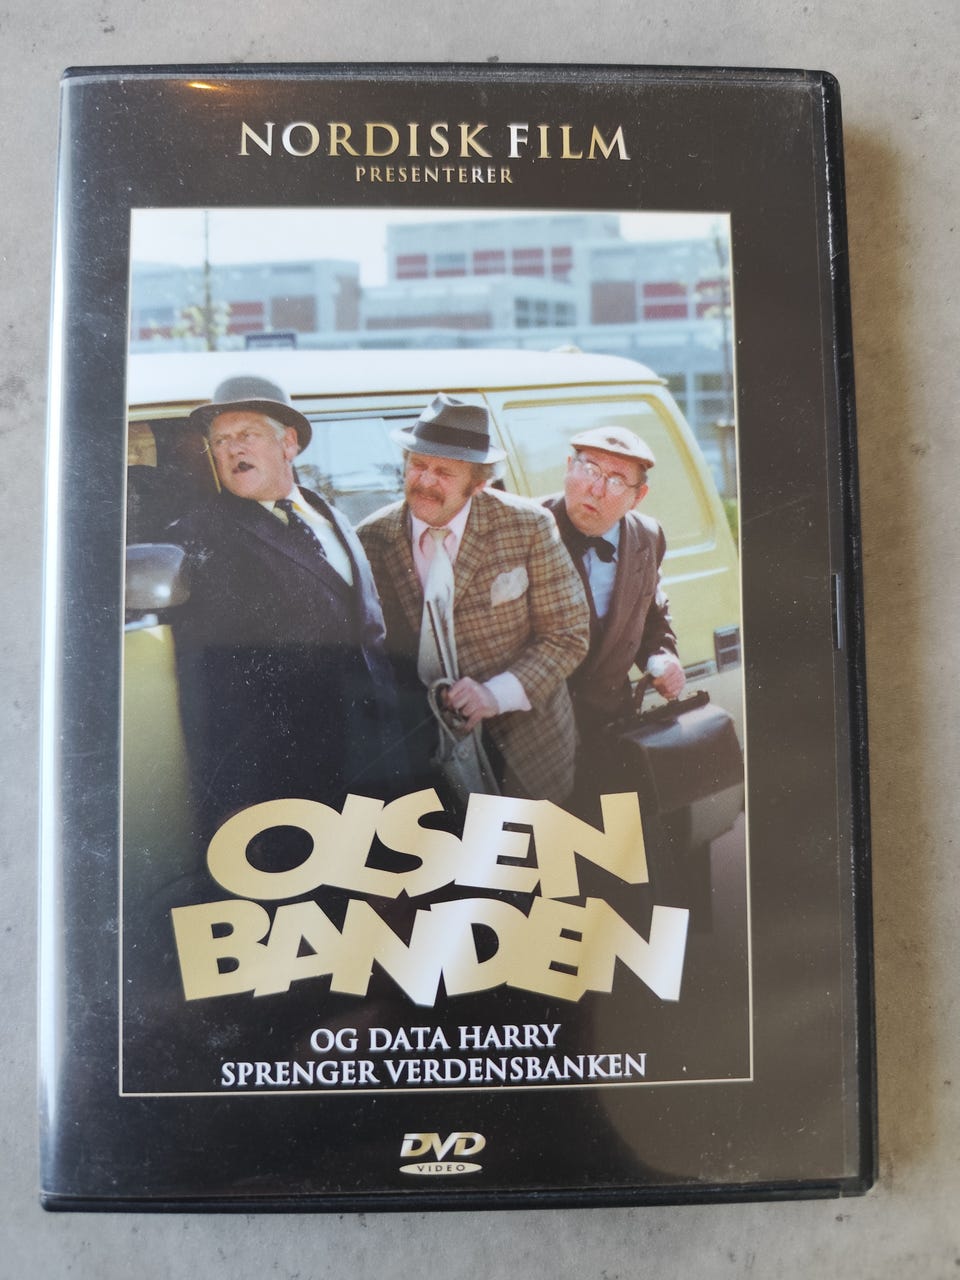 NORDISK FILM
PRESENTERER
OLSEN
BANDEN
OG DATA HARRY
SPRENGER VERDENSBANKEN
DVD
VIDEO